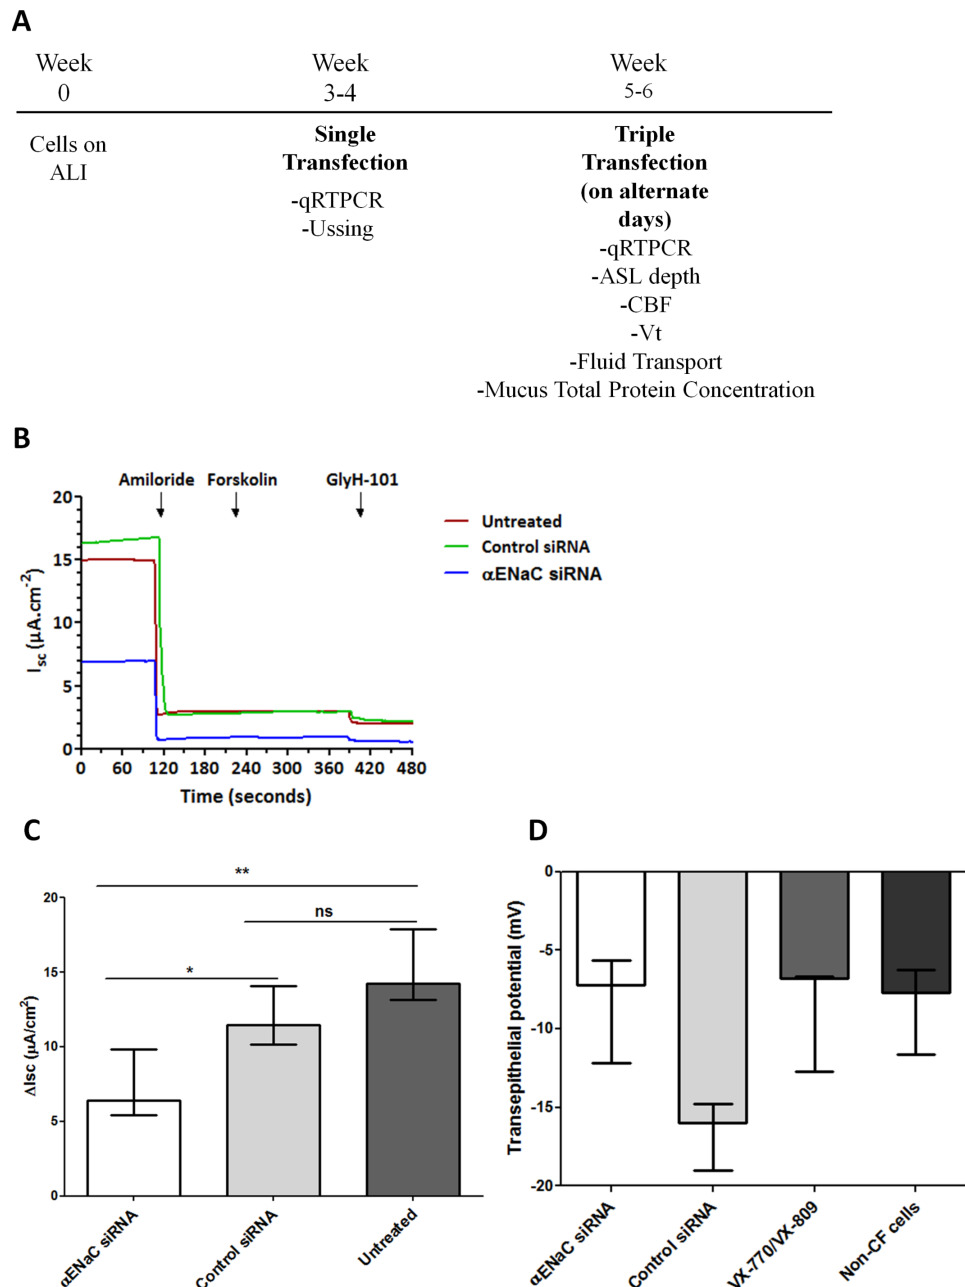 A
Week
0
Week
3-4
Week
5-6
Cells on
ALI
Single
Transfection
-qRTPCR
-Ussing
Triple
Transfection
(on alternate
days)
-qRTPCR
-ASL depth
-CBF
-Vt
-Fluid Transport
-Mucus Total Protein Concentration
B
Amiloride Forskolin GlyH-101
20
15
10
5
0
Isc (µA.cm-2)
0 60 120 180 240 300 360 420 480
Time (seconds)
Untreated
Control siRNA
αENaC siRNA
C
**
ns
*
20
15
10
5
0
ΔIsc (µA/cm2)
αENaC siRNA
Control siRNA
Untreated
D
0
-5
-10
-15
-20
Transepithelial potential (mV)
αENaC siRNA
Control siRNA
VX-770/VX-809
Non-CF cells